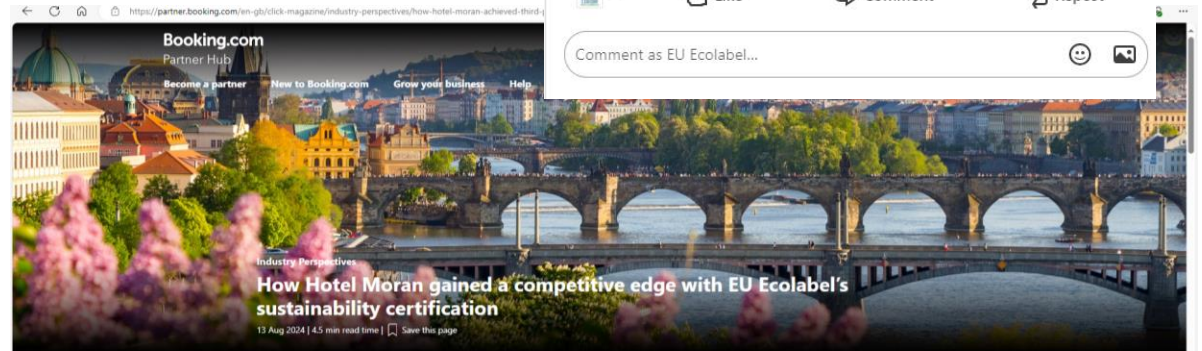 https://partner.booking.com/en-gb/click-magazine/industry-perspectives/how-hotel-moran-achieved-third-p
Comment as EU Ecolabel...
Booking.com
Partner Hub
Become a partner New to Booking.com Grow your business Help
Industry Perspectives
How Hotel Moran gained a competitive edge with EU Ecolabel's
sustainability certification
13 Aug 2024 | 4.5 min read time | Save this page